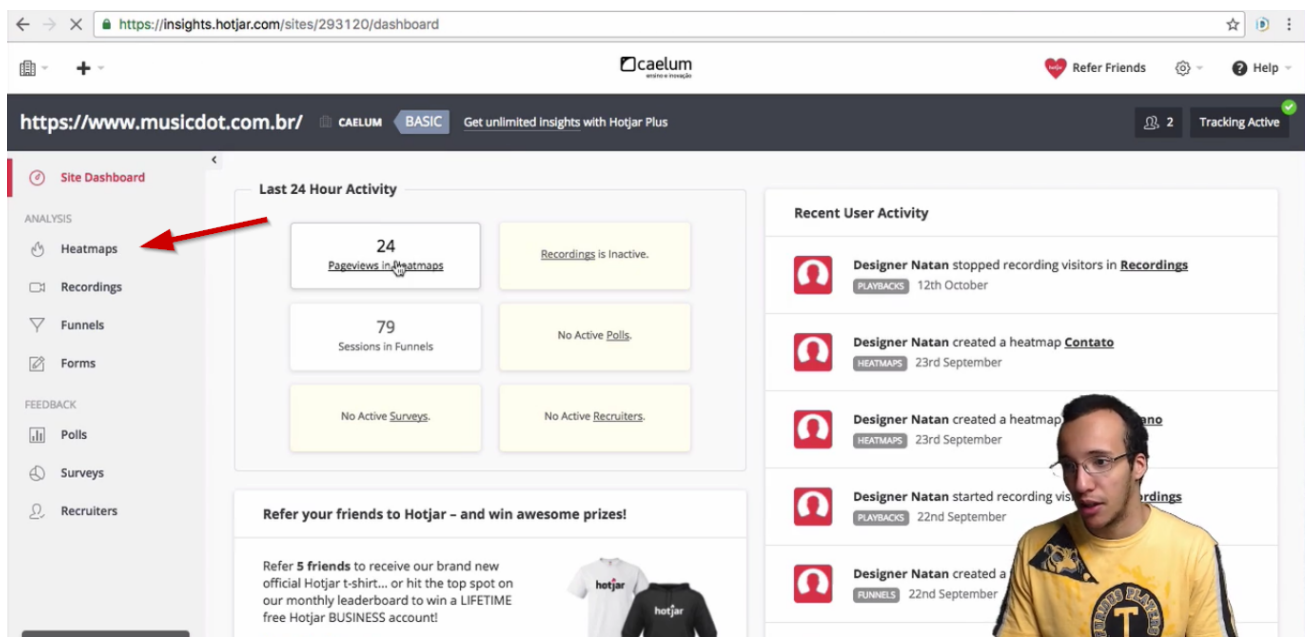 https://insights.hotjar.com/sites/293120/dashboard
caelum
ensino e inovação
hotjar
Refer Friends
Help
https://www.musicdot.com.br/
CAELUM
BASIC
Get unlimited insights with Hotjar Plus
2
Tracking Active
Site Dashboard
ANALYSIS
Heatmaps
Recordings
Funnels
Forms
FEEDBACK
Polls
Surveys
Recruiters
Last 24 Hour Activity
24
Pageviews in Heatmaps
Recordings is Inactive.
79
Sessions in Funnels
No Active Polls.
No Active Surveys.
No Active Recruiters.
Refer your friends to Hotjar – and win awesome prizes!
Refer 5 friends to receive our brand new
official Hotjar t-shirt... or hit the top spot on
our monthly leaderboard to win a LIFETIME
free Hotjar BUSINESS account!
hotjar
hotjar
Recent User Activity
Designer Natan stopped recording visitors in Recordings
PLAYBACKS 12th October
Designer Natan created a heatmap Contato
HEATMAPS 23rd September
Designer Natan created a heatmap
HEATMAPS 23rd September
Designer Natan started recording
PLAYBACKS 22nd September
Designer Natan created a
FUNNELS 22nd September
T